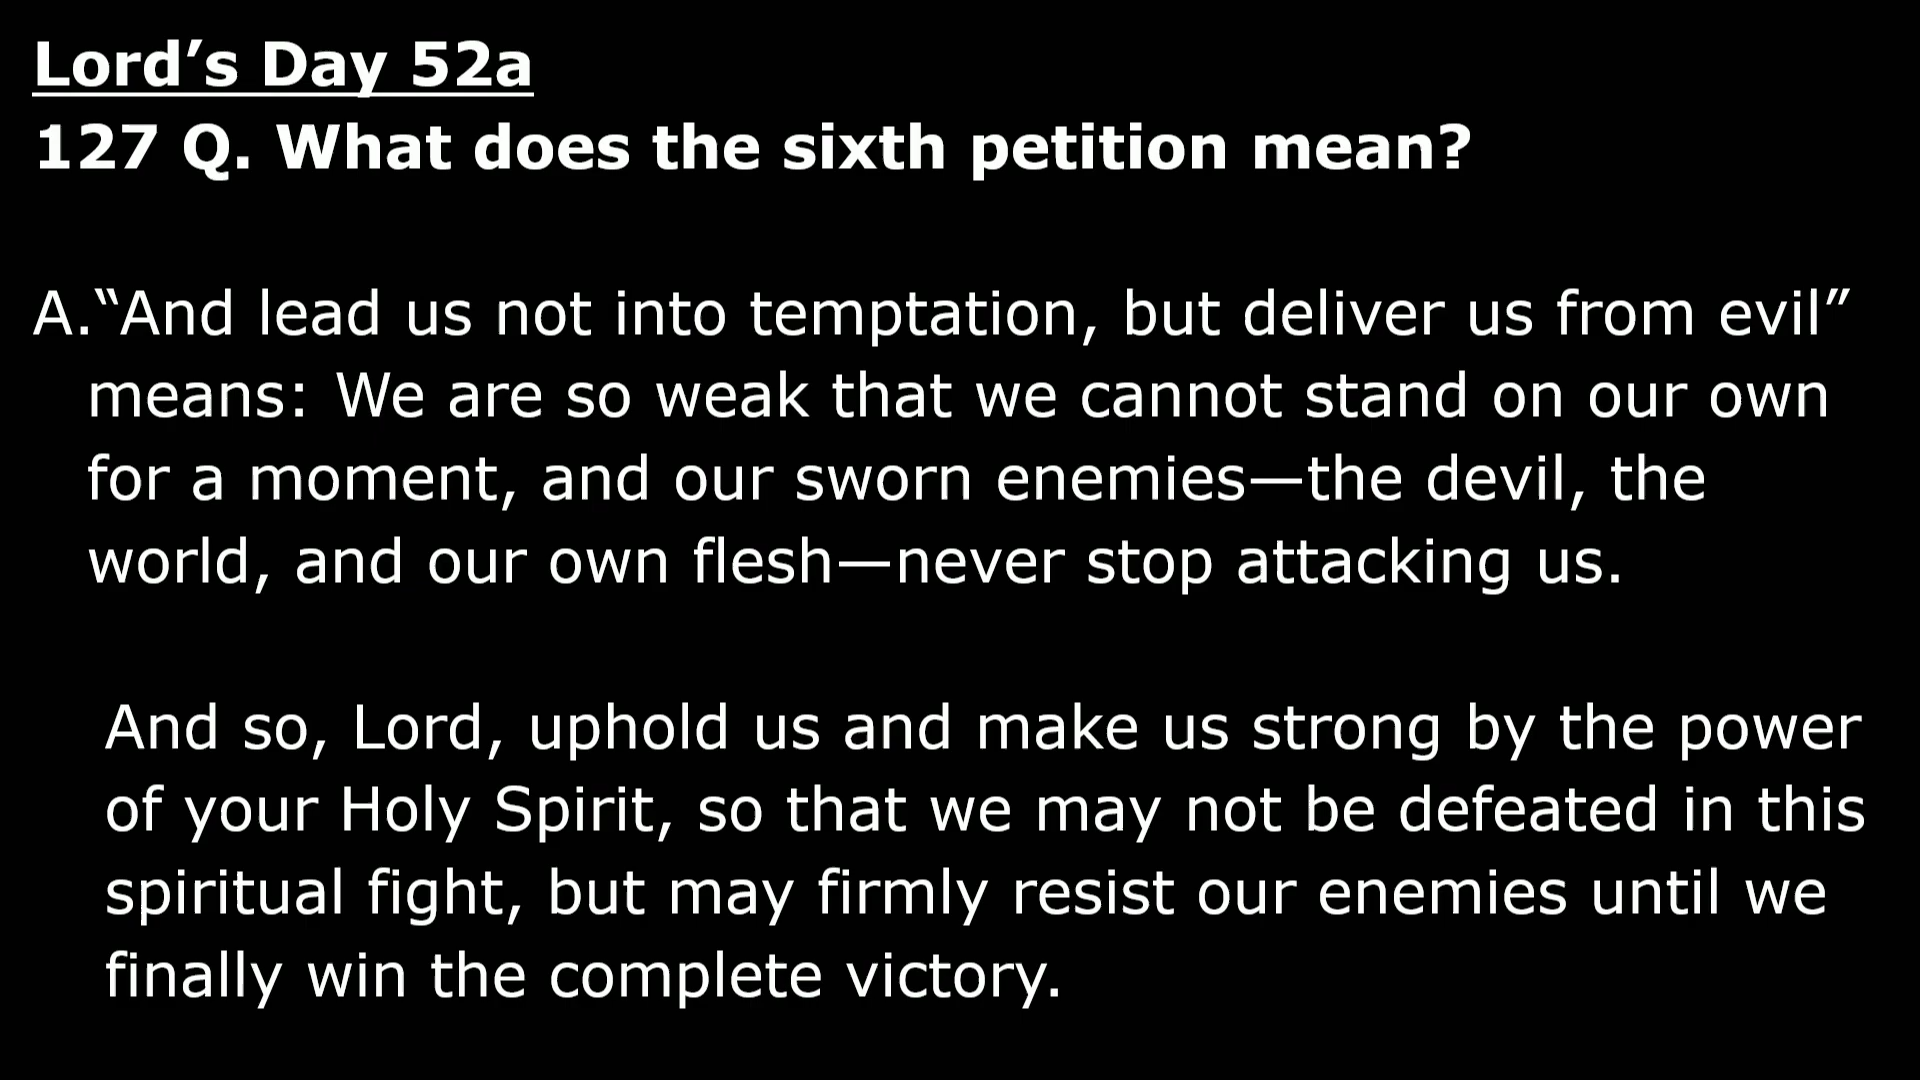 Lord’s Day 52a
127 Q. What does the sixth petition mean?
A.“And lead us not into temptation, but deliver us from evil”
means: We are so weak that we cannot stand on our own
for a moment, and our sworn enemies—the devil, the
world, and our own flesh—never stop attacking us.
And so, Lord, uphold us and make us strong by the power
of your Holy Spirit, so that we may not be defeated in this
spiritual fight, but may firmly resist our enemies until we
finally win the complete victory.